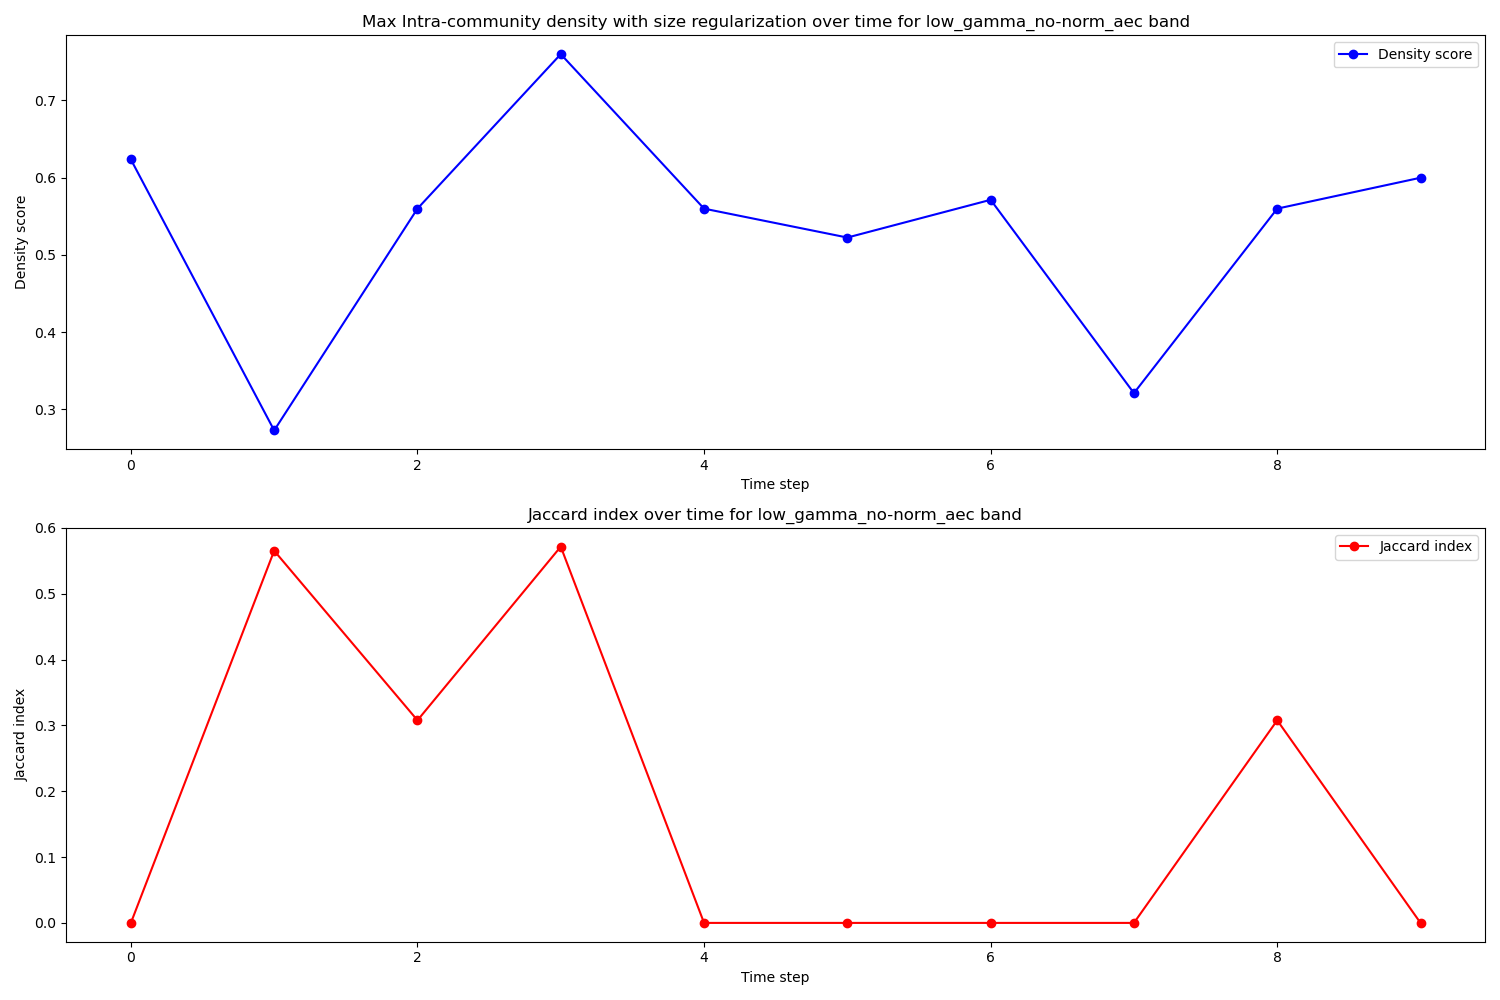 Max Intra-community density with size regularization over time for low_gamma_no-norm_aec band
Density score
0.7
0.6
0.5
0.4
0.3
Density score
0 2 4 6 8
Time step
Jaccard index over time for low_gamma_no-norm_aec band
Jaccard index
0.6
0.5
0.4
0.3
0.2
0.1
0.0
Jaccard index
0 2 4 6 8
Time step